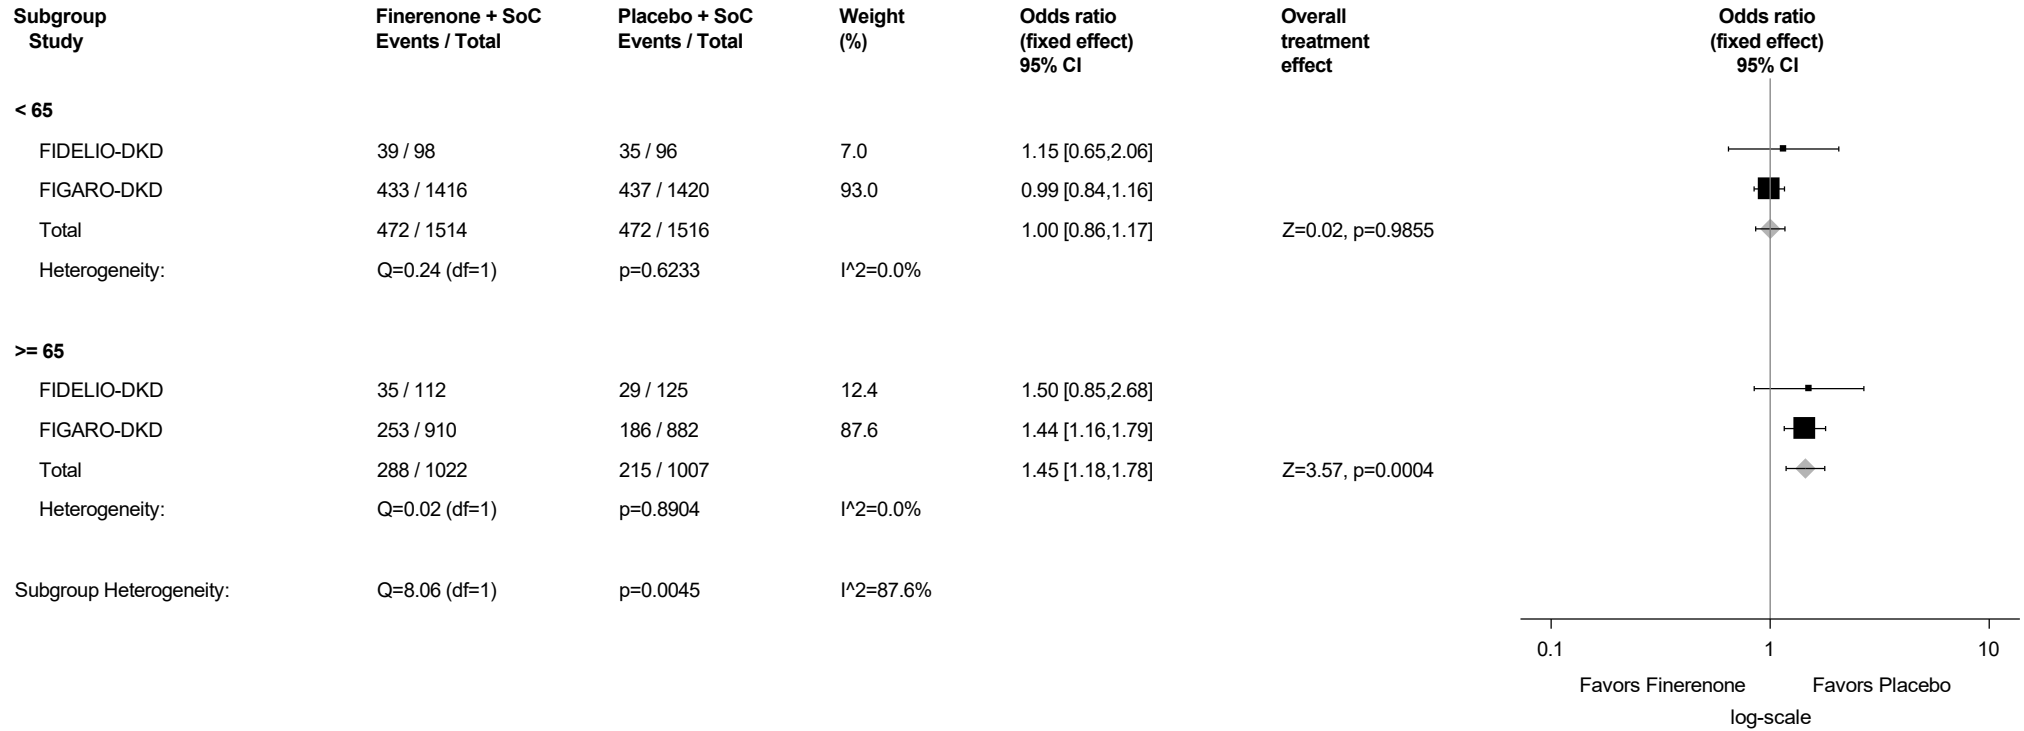 Subgroup Finerenone + SoC Placebo + SoC Weight Odds ratio Overall Odds ratio
Study Events / Total Events / Total (%) (fixed effect) treatment (fixed effect)
95% CI effect 95% CI
< 65
FIDELIO-DKD 39 / 98 35 / 96 7.0 1.15 [0.65,2.06]
FIGARO-DKD 433 / 1416 437 / 1420 93.0 0.99 [0.84,1.16]
Total 472 / 1514 472 / 1516 1.00 [0.86,1.17] Z=0.02, p=0.9855
Heterogeneity: Q=0.24 (df=1) p=0.6233 I^2=0.0%
>= 65
FIDELIO-DKD 35 / 112 29 / 125 12.4 1.50 [0.85,2.68]
FIGARO-DKD 253 / 910 186 / 882 87.6 1.44 [1.16,1.79]
Total 288 / 1022 215 / 1007 1.45 [1.18,1.78] Z=3.57, p=0.0004
Heterogeneity: Q=0.02 (df=1) p=0.8904 I^2=0.0%
Subgroup Heterogeneity: Q=8.06 (df=1) p=0.0045 I^2=87.6%
0.1 1 10
Favors Finerenone Favors Placebo
log-scale